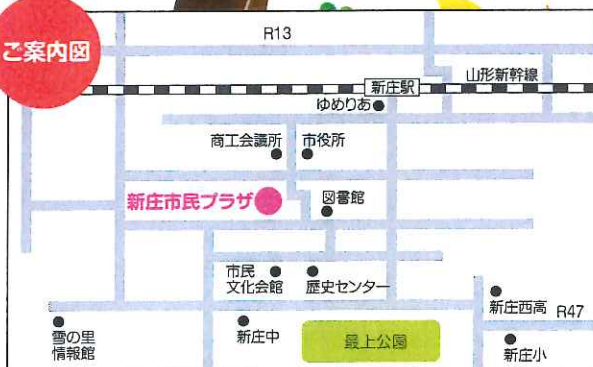 ご案内図
R13
山形新幹線
新庄駅
ゆめりあ
商工会議所
市役所
新庄市民プラザ
図書館
市民
文化会館
歴史センター
新庄西高
R47
雪の里
情報館
新庄中
最上公園
新庄小